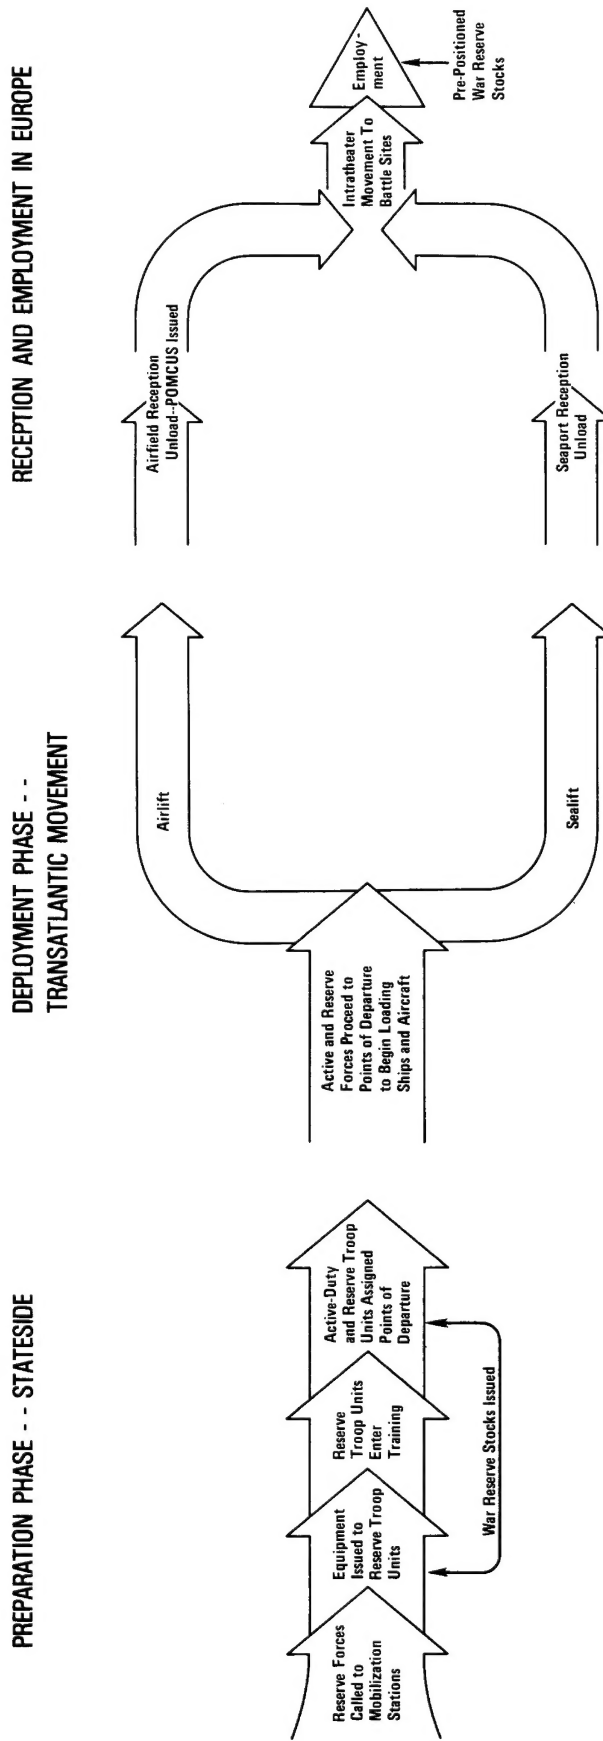 PREPARATION PHASE - - STATESIDE
DEPLOYMENT PHASE - -
TRANSATLANTIC MOVEMENT
RECEPTION AND EMPLOYMENT IN EUROPE
Reserve Forces
Called to
Mobilization
Stations
Equipment
Issued to
Reserve Troop
Units
Reserve
Troop Units
Enter
Training
Active-Duty
and Reserve Troop
Units Assigned
Points of
Departure
War Reserve Stocks Issued
Active and Reserve
Forces Proceed to
Points of Departure
to Begin Loading
Ships and Aircraft
Airlift
Sealift
Airfield Reception
Unload--POMCUS Issued
Seaport Reception
Unload
Intratheater
Movement To
Battle Sites
Employ-
ment
Pre-Positioned
War Reserve
Stocks